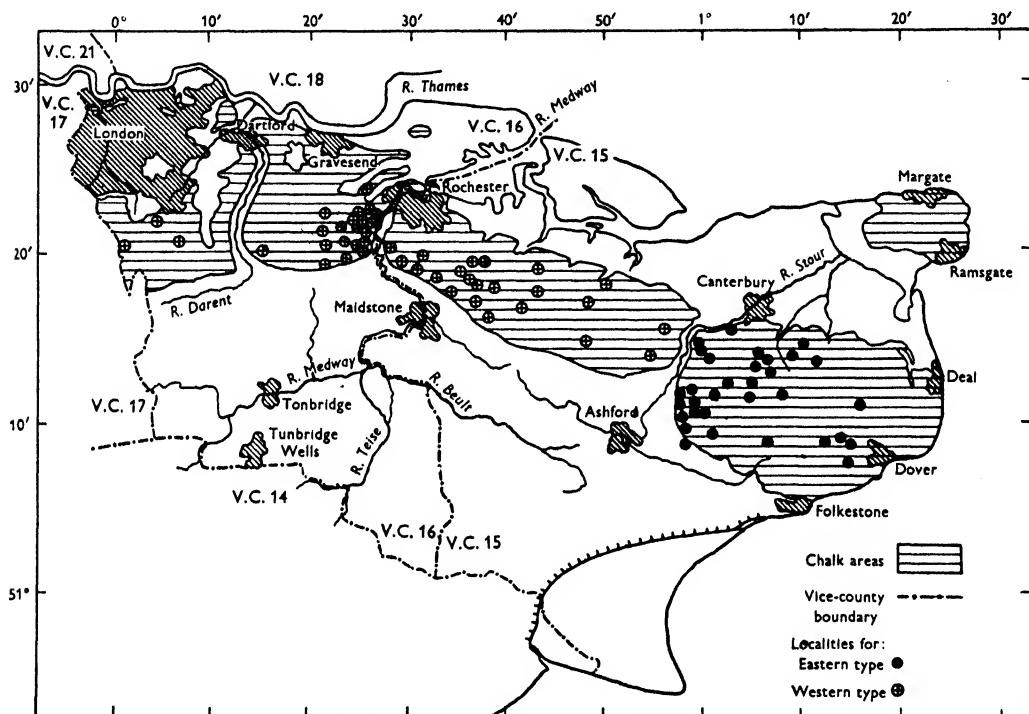 0° 10′ 20′ 30′ 40′ 50′ 1° 10′ 20′ 30′
V.C. 21
30′
V.C. 18
R. Thames
V.C.
17
R. Medway
V.C. 16
London
Dartford
V.C. 15
Gravesend
Rochester
Margate
20′
R. Stour
Canterbury
Ramsgate
R. Darent
Maidstone
R. Medway
Deal
R. Beult
V.C. 17
Tonbridge
Ashford
10′
Tunbridge
Wells
R. Teise
Dover
V.C. 14
Folkestone
V.C. 16
V.C. 15
Chalk areas
51°
Vice-county
boundary
Localities for:
Eastern type
Western type